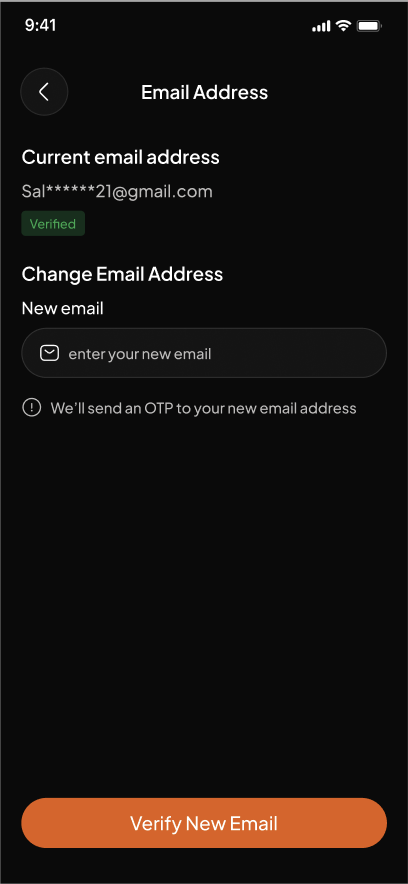 9:41
Email Address
Current email address
Sal******21@gmail.com
Verified
Change Email Address
New email
enter your new email
We'll send an OTP to your new email address
Verify New Email